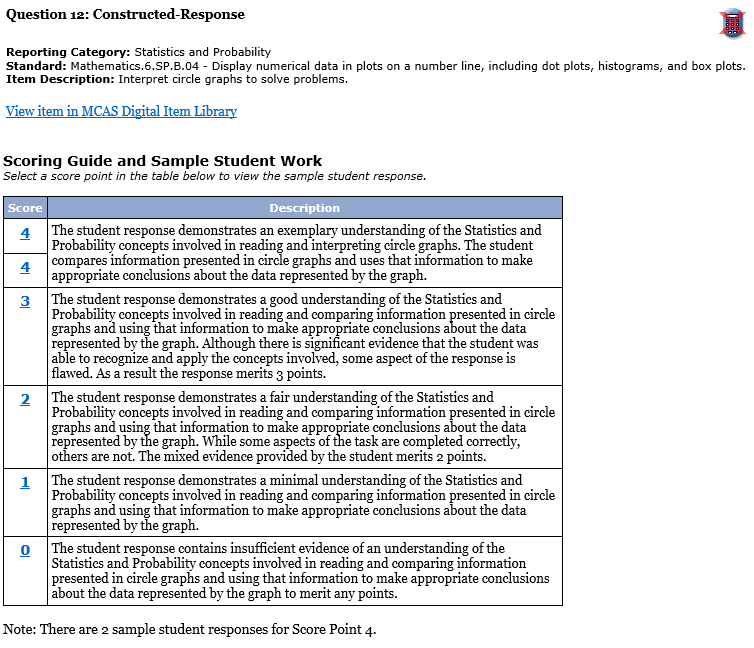 Question 12: Constructed-Response
Reporting Category: Statistics and Probability
Standard: Mathematics.6.SP.B.04 - Display numerical data in plots on a number line, including dot plots, histograms, and box plots.
Item Description: Interpret circle graphs to solve problems.
View item in MCAS Digital Item Library
Scoring Guide and Sample Student Work
Select a score point in the table below to view the sample student response.
Score Description
4
4
The student response demonstrates an exemplary understanding of the Statistics and
Probability concepts involved in reading and interpreting circle graphs. The student
compares information presented in circle graphs and uses that information to make
appropriate conclusions about the data represented by the graph.
3
The student response demonstrates a good understanding of the Statistics and
Probability concepts involved in reading and comparing information presented in circle
graphs and using that information to make appropriate conclusions about the data
represented by the graph. Although there is significant evidence that the student was
able to recognize and apply the concepts involved, some aspect of the response is
flawed. As a result the response merits 3 points.
2
The student response demonstrates a fair understanding of the Statistics and
Probability concepts involved in reading and comparing information presented in circle
graphs and using that information to make appropriate conclusions about the data
represented by the graph. While some aspects of the task are completed correctly,
others are not. The mixed evidence provided by the student merits 2 points.
1
The student response demonstrates a minimal understanding of the Statistics and
Probability concepts involved in reading and comparing information presented in circle
graphs and using that information to make appropriate conclusions about the data
represented by the graph.
0
The student response contains insufficient evidence of an understanding of the
Statistics and Probability concepts involved in reading and comparing information
presented in circle graphs and using that information to make appropriate conclusions
about the data represented by the graph to merit any points.
Note: There are 2 sample student responses for Score Point 4.